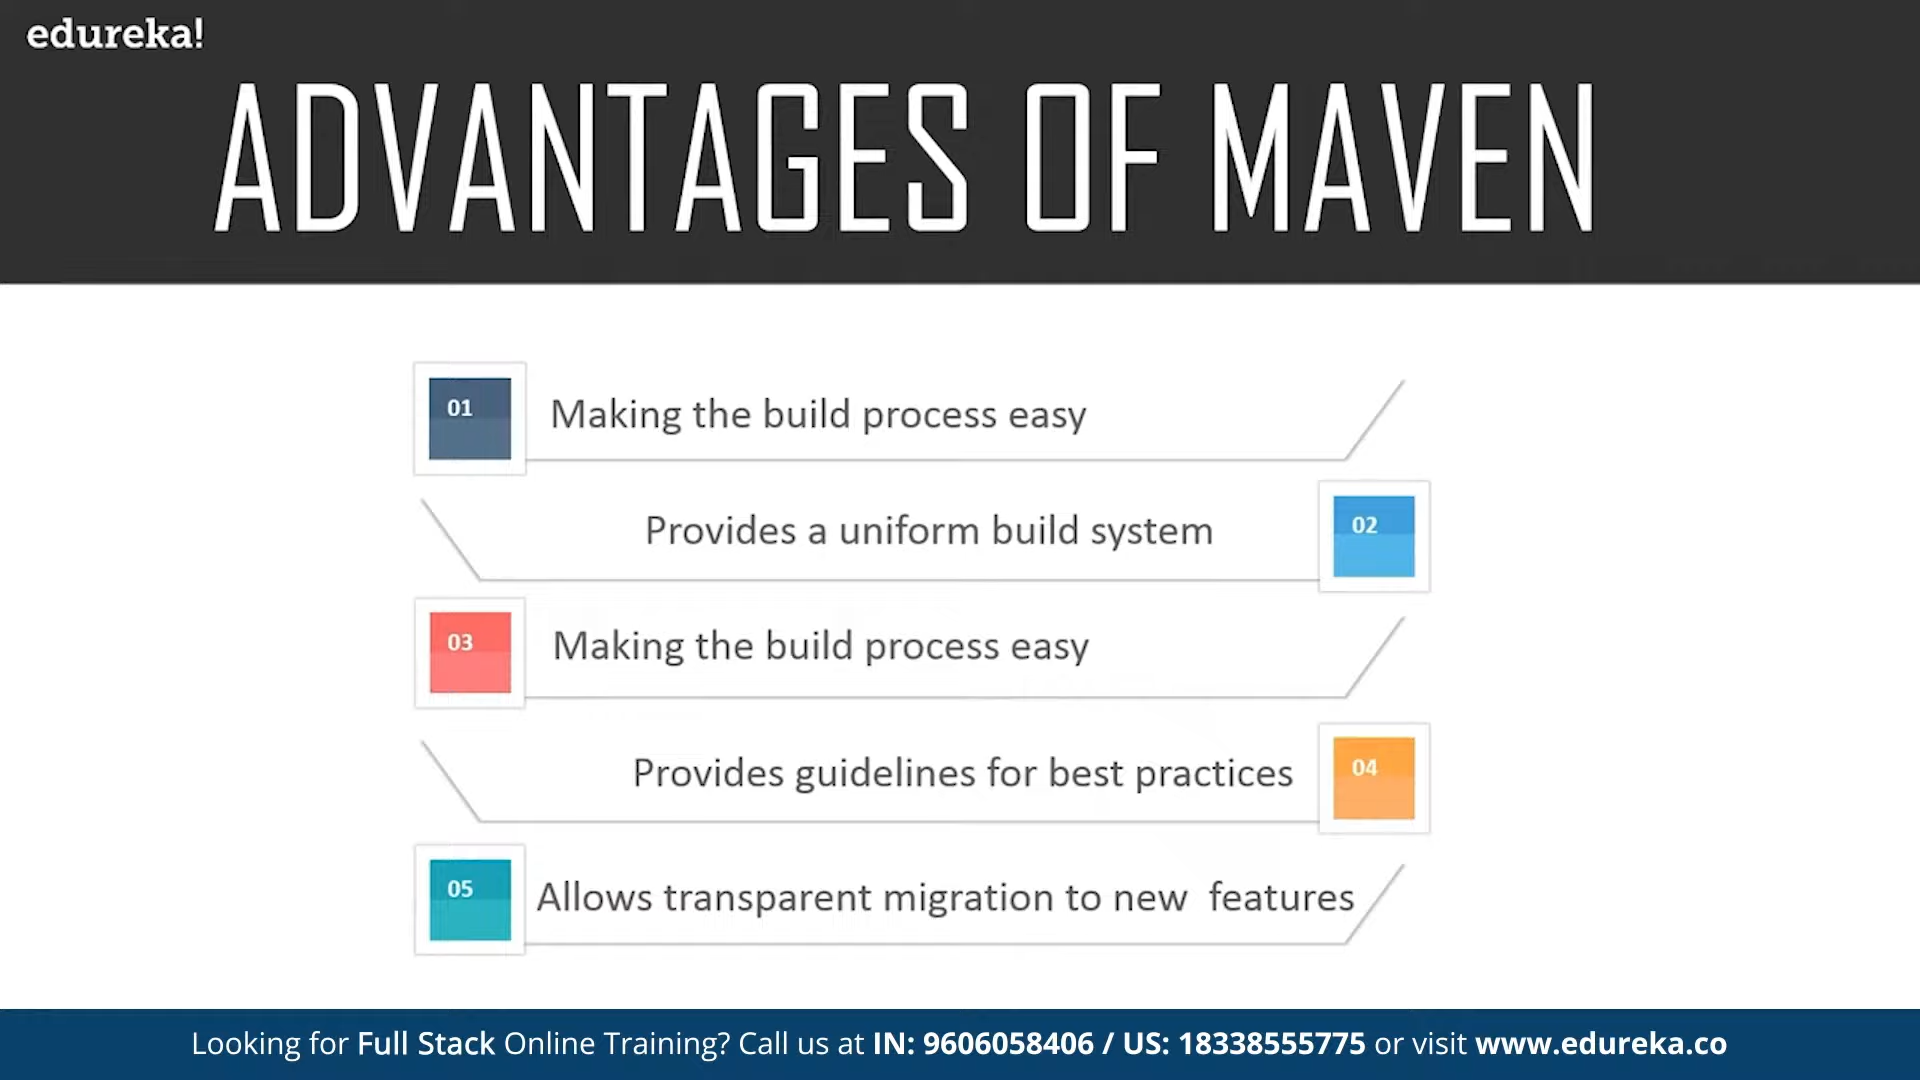 edureka!
ADVANTAGES OF MAVEN
01
Making the build process easy
Provides a uniform build system
02
03
Making the build process easy
Provides guidelines for best practices
04
05
Allows transparent migration to new features
Looking for Full Stack Online Training? Call us at IN: 9606058406 / US: 18338555775 or visit www.edureka.co